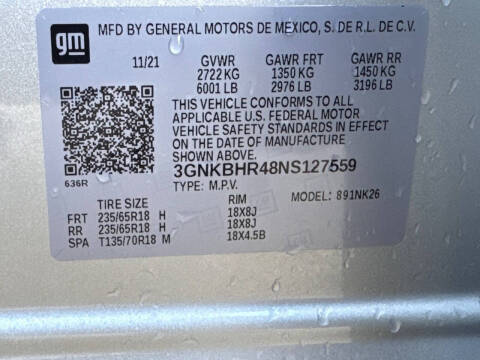 gm
MFD BY GENERAL MOTORS DE MEXICO, S. DE R.L. DE C.V.
11/21 GVWR GAWR FRT GAWR RR
2722 KG 1350 KG 1450 KG
6001 LB 2976 LB 3196 LB
THIS VEHICLE CONFORMS TO ALL
APPLICABLE U.S. FEDERAL MOTOR
VEHICLE SAFETY STANDARDS IN EFFECT
ON THE DATE OF MANUFACTURE
SHOWN ABOVE.
636R
3GNKBHR48NS127559
TYPE: M.P.V. MODEL: 891NK26
TIRE SIZE RIM
FRT 235/65R18 H 18X8J
RR 235/65R18 H 18X8J
SPA T135/70R18 M 18X4.5B